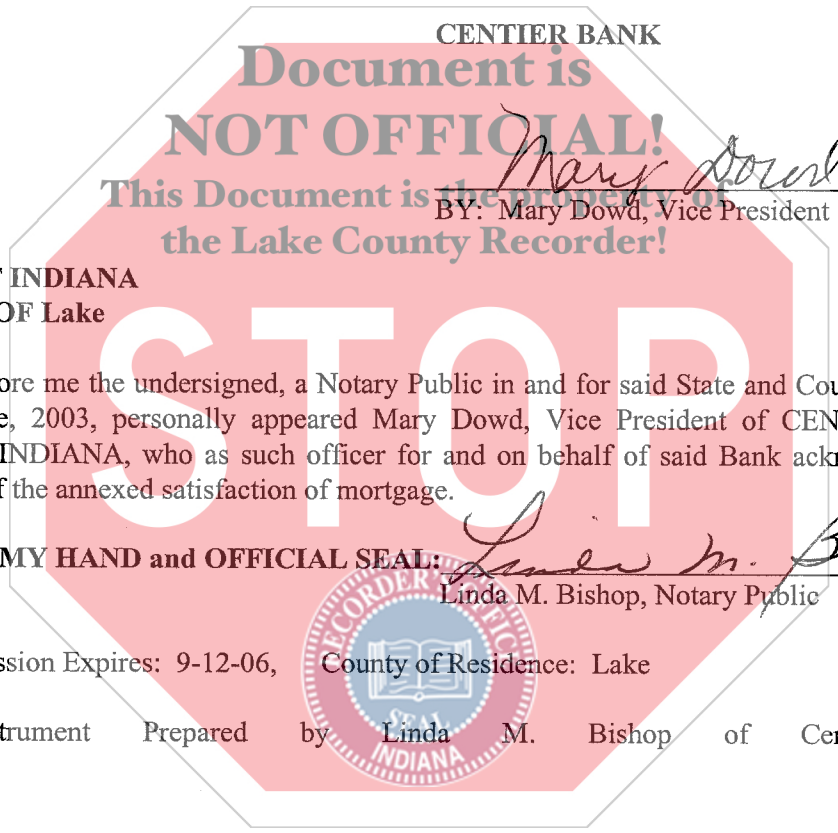 CENTIER BANK
Document is
NOT OFFICIAL!
Mary Dowd
This Document is the property of
BY: Mary Dowd, Vice President
the Lake County Recorder!
INDIANA
OF Lake
STOP
ore me the undersigned, a Notary Public in and for said State and Cou
e, 2003, personally appeared Mary Dowd, Vice President of CEN
INDIANA, who as such officer for and on behalf of said Bank ack
f the annexed satisfaction of mortgage.
MY HAND and OFFICIAL SEAL:
Linda M. B
Linda M. Bishop, Notary Public
RECORDER'S OFFICE
ssion Expires: 9-12-06, County of Residence: Lake
SEAL
trument Prepared by Linda M. Bishop of Cen
INDIANA